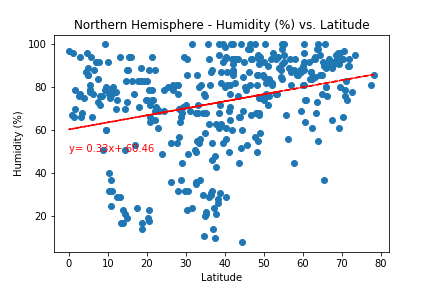 Northern Hemisphere - Humidity (%) vs. Latitude
100
80
60
40
20
Humidity (%)
y= 0.33x+ 60.46
0 10 20 30 40 50 60 70 80
Latitude